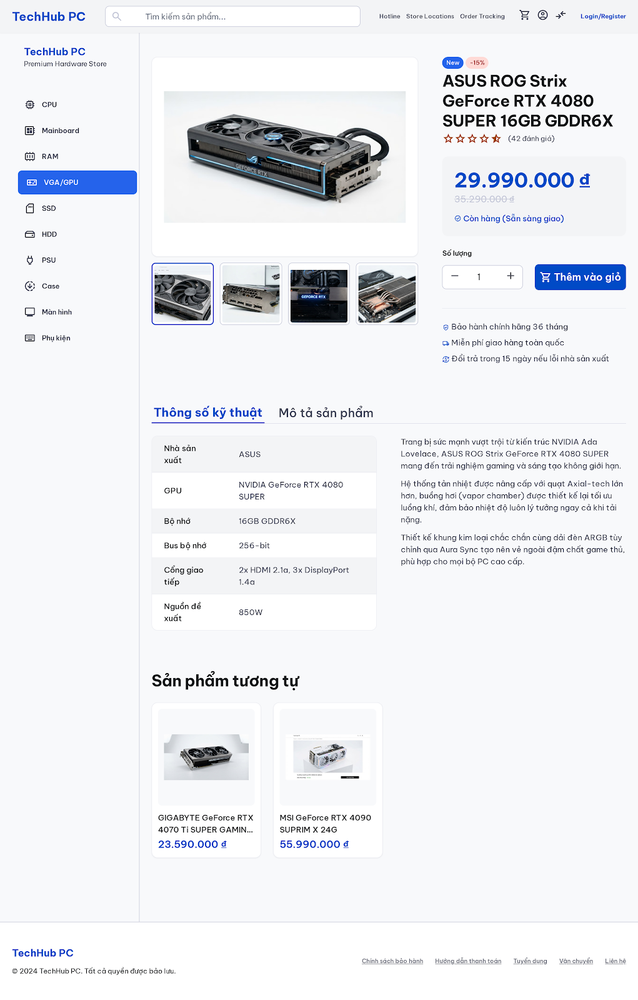 TechHub PC
Tìm kiếm sản phẩm...
Hotline
Store Locations
Order Tracking
Login/Register
TechHub PC
Premium Hardware Store
CPU
Mainboard
RAM
VGA/GPU
SSD
HDD
PSU
Case
Màn hình
Phụ kiện
GEFORCE RTX
GEFORCE RTX
New
-15%
ASUS ROG Strix
GeForce RTX 4080
SUPER 16GB GDDR6X
(42 đánh giá)
29.990.000 ₫
35.290.000 ₫
Còn hàng (Sẵn sàng giao)
Số lượng
1
Thêm vào giỏ
Bảo hành chính hãng 36 tháng
Miễn phí giao hàng toàn quốc
Đổi trả trong 15 ngày nếu lỗi nhà sản xuất
Thông số kỹ thuật
Mô tả sản phẩm
Nhà sản
xuất
ASUS
GPU
NVIDIA GeForce RTX 4080
SUPER
Bộ nhớ
16GB GDDR6X
Bus bộ nhớ
256-bit
Cổng giao
tiếp
2x HDMI 2.1a, 3x DisplayPort
1.4a
Nguồn đề
xuất
850W
Trang bị sức mạnh vượt trội từ kiến trúc NVIDIA Ada
Lovelace, ASUS ROG Strix GeForce RTX 4080 SUPER
mang đến trải nghiệm gaming và sáng tạo không giới hạn.
Hệ thống tản nhiệt được nâng cấp với quạt Axial-tech lớn
hơn, buồng hơi (vapor chamber) được thiết kế lại tối ưu
luồng khí, đảm bảo nhiệt độ luôn lý tưởng ngay cả khi tải
nặng.
Thiết kế khung kim loại chắc chắn cùng dải đèn ARGB tùy
chỉnh qua Aura Sync tạo nên vẻ ngoài đậm chất game thủ,
phù hợp cho mọi bộ PC cao cấp.
Sản phẩm tương tự
GIGABYTE GeForce RTX
4070 Ti SUPER GAMIN...
23.590.000 ₫
MSI GeForce RTX 4090
SUPRIM X 24G
55.990.000 ₫
TechHub PC
© 2024 TechHub PC. Tất cả quyền được bảo lưu.
Chính sách bảo hành
Hướng dẫn thanh toán
Tuyển dụng
Vận chuyển
Liên hệ